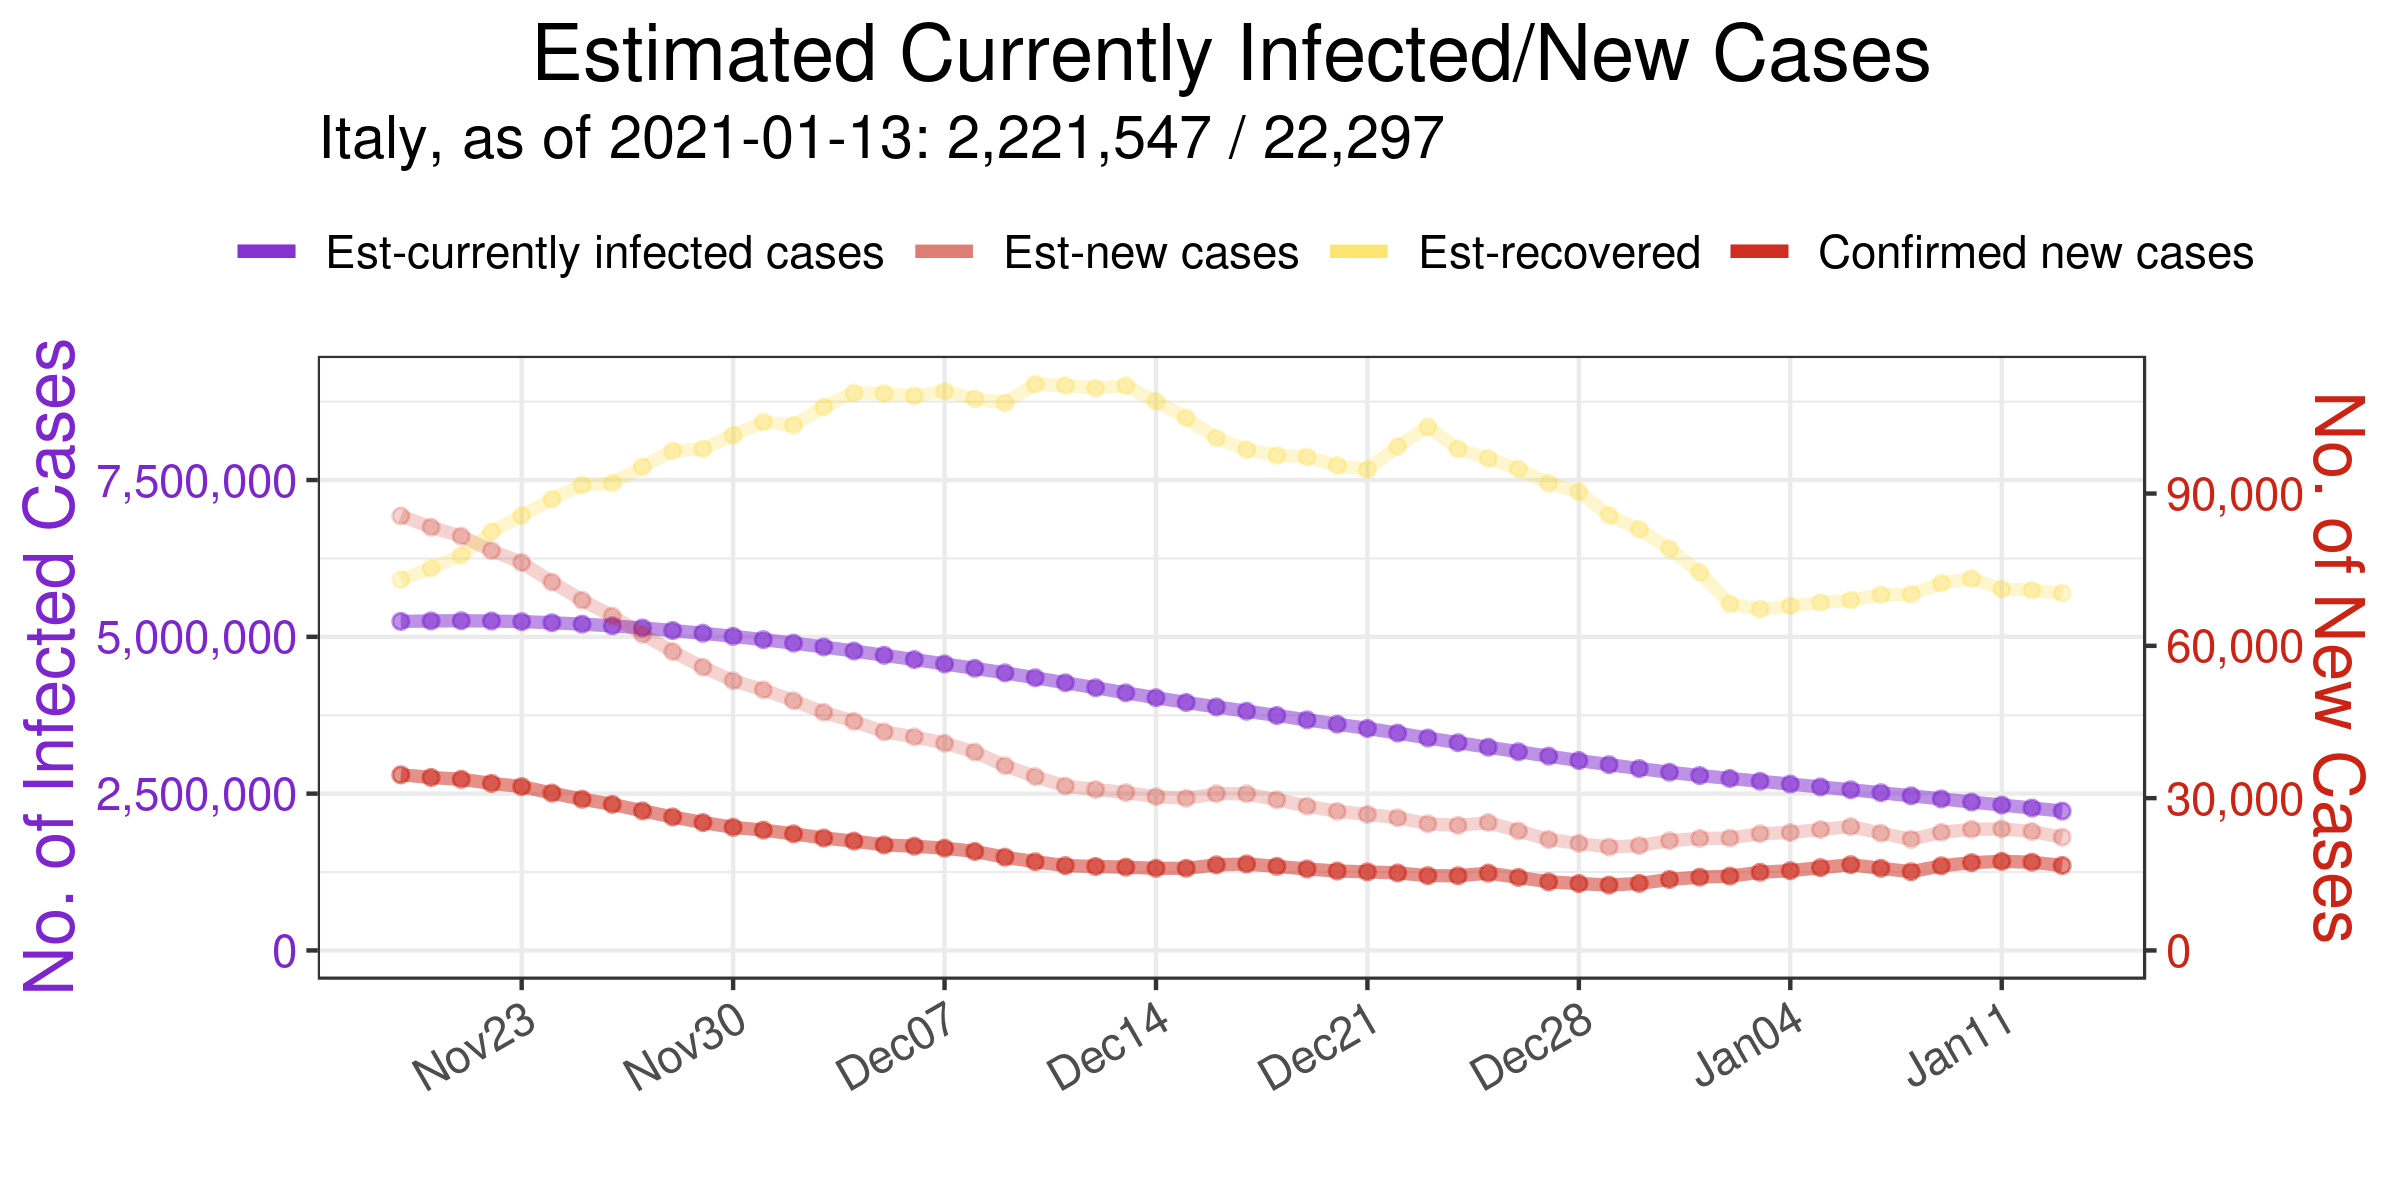 Estimated Currently Infected/New Cases
Italy, as of 2021-01-13: 2,221,547 / 22,297
Est-currently infected cases Est-new cases Est-recovered Confirmed new cases
No. of Infected Cases
7,500,000
5,000,000
2,500,000
0
90,000
60,000
30,000
0
No. of New Cases
Nov23 Nov30 Dec07 Dec14 Dec21 Dec28 Jan04 Jan11